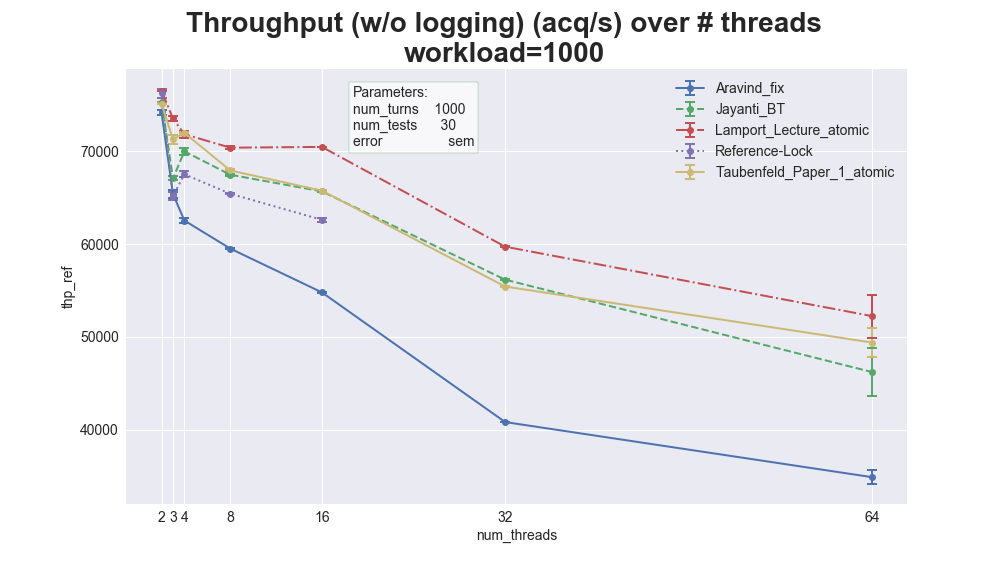 Throughput (w/o logging) (acq/s) over # threads
workload=1000
Parameters:
num_turns 1000
num_tests 30
error sem
Aravind_fix
Jayanti_BT
Lamport_Lecture_atomic
Reference-Lock
Taubenfeld_Paper_1_atomic
thp_ref
70000
60000
50000
40000
2 3 4 8 16 32 64
num_threads